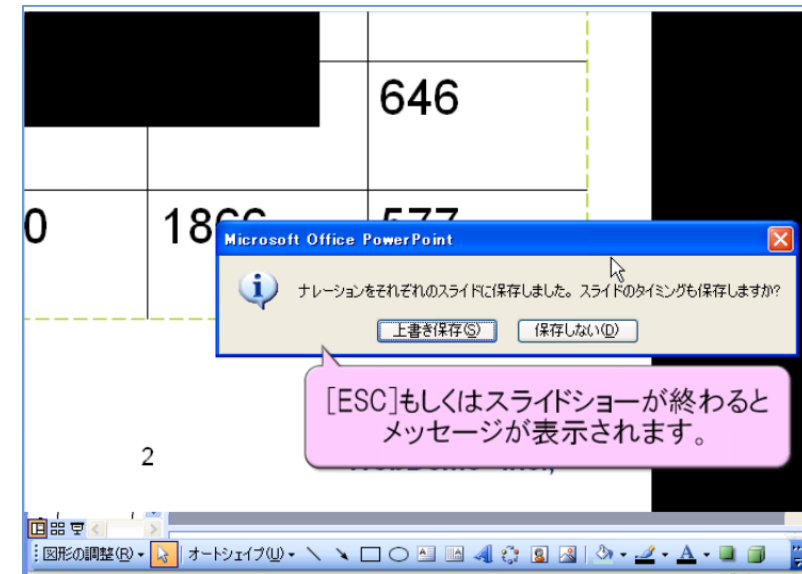 646
0
577
Microsoft Office PowerPoint
ナレーションをそれぞれのスライドに保存しました。スライドのタイミングも保存しますか?
上書き保存(S) 保存しない(D)
[ESC]もしくはスライドショーが終わると
メッセージが表示されます。
2
図形の調整(R) オートシェイプ(U)
A